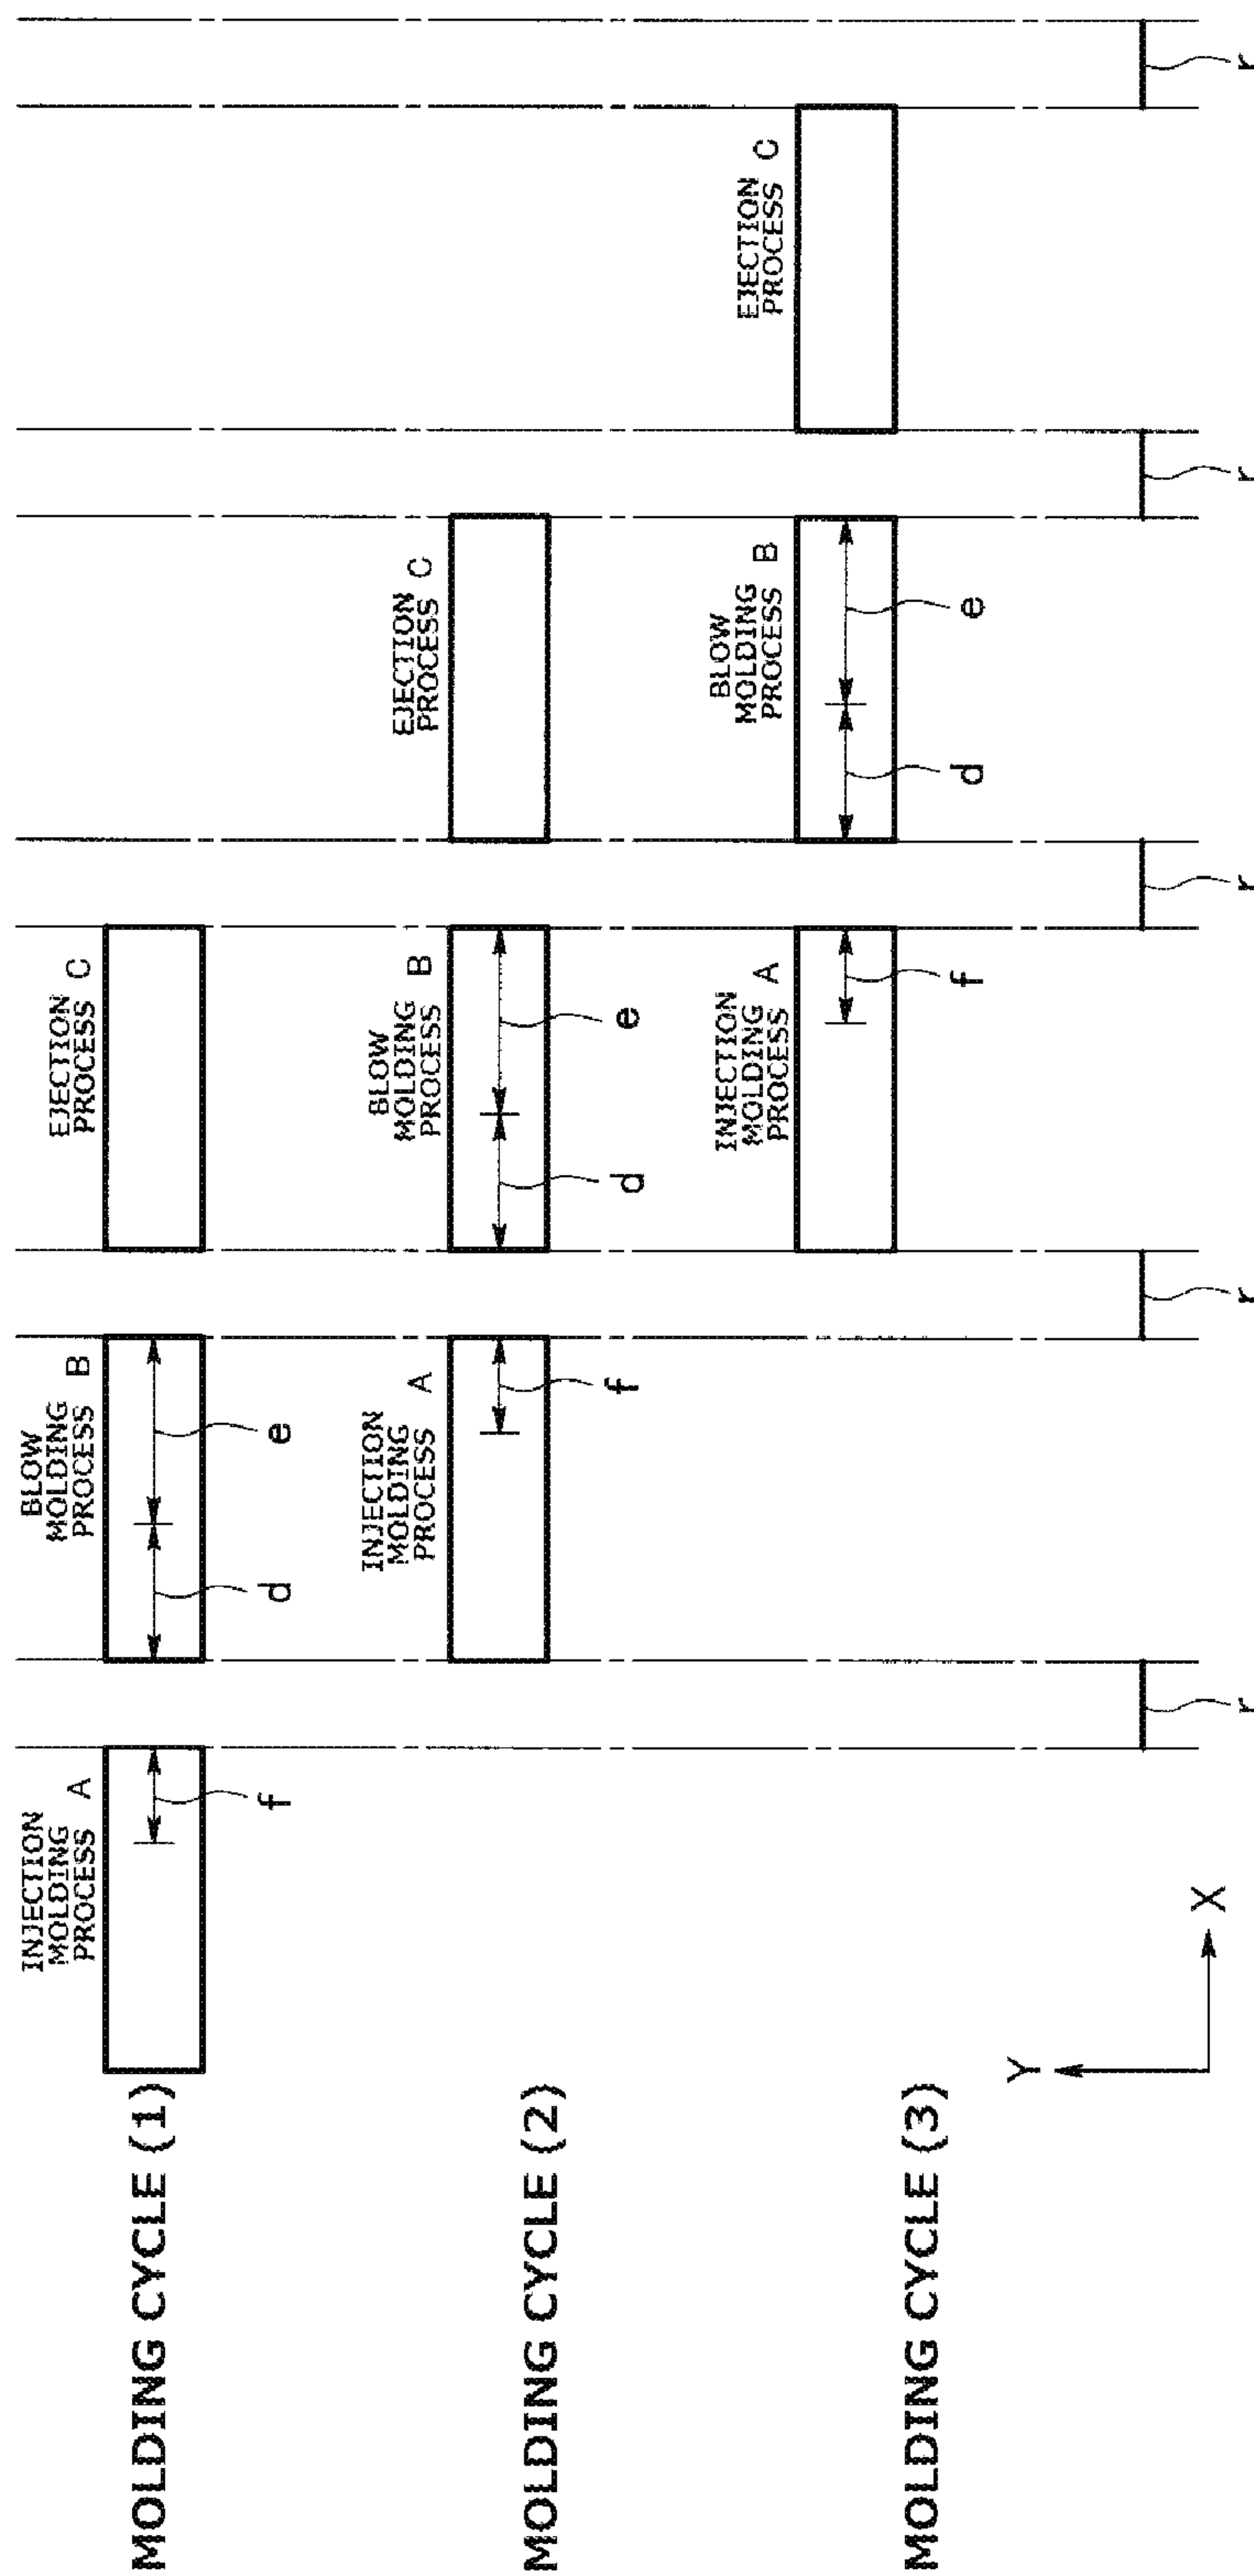 MOLDING CYCLE (1)
INJECTION
MOLDING
PROCESS A
f
BLOW
MOLDING
PROCESS B
d
e
EJECTION
PROCESS C
MOLDING CYCLE (2)
INJECTION
MOLDING
PROCESS A
f
BLOW
MOLDING
PROCESS B
d
e
EJECTION
PROCESS C
MOLDING CYCLE (3)
INJECTION
MOLDING
PROCESS A
f
BLOW
MOLDING
PROCESS B
d
e
EJECTION
PROCESS C
Y
X
r
r
r
r
r